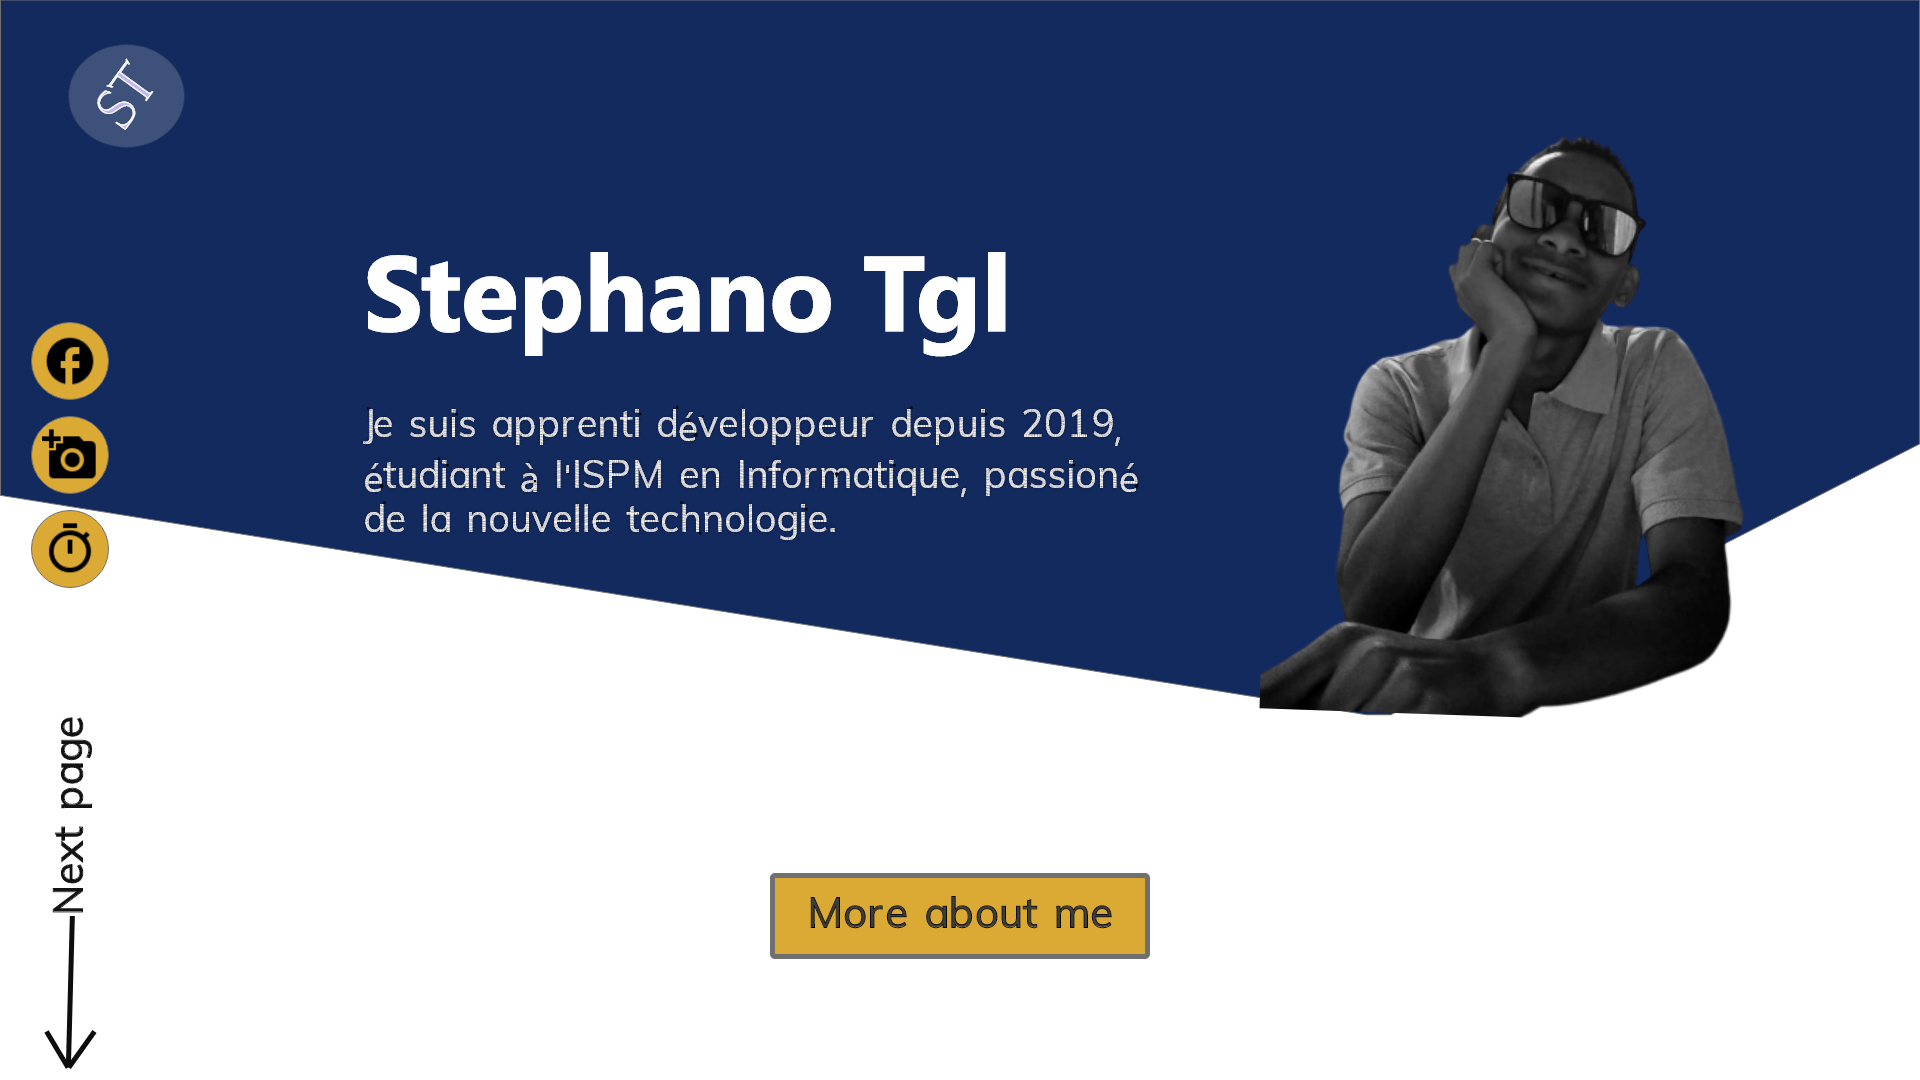 ST
Stephano Tgl
Je suis apprenti développeur depuis 2019,
étudiant à l'ISPM en Informatique, passioné
de la nouvelle technologie.
Next page
More about me